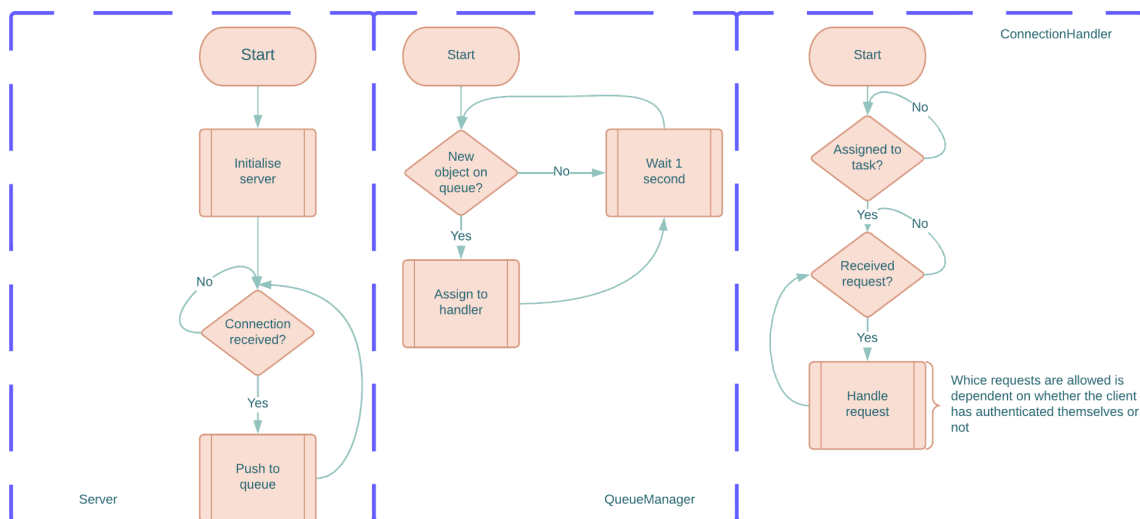 Start
Initialise
server
No
Connection
received?
Yes
Push to
queue
Server
Start
New
object on
queue?
No
Wait 1
second
Yes
Assign to
handler
QueueManager
ConnectionHandler
Start
No
Assigned to
task?
Yes
No
Received
request?
Yes
Handle
request
Whice requests are allowed is
dependent on whether the client
has authenticated themselves or
not